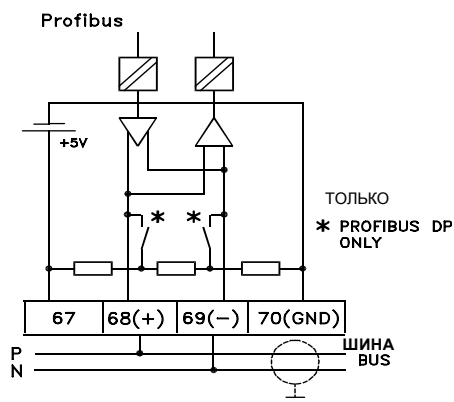 Profibus
+5V
* *
ТОЛЬКО
* PROFIBUS DP
ONLY
67 68(+) 69(-) 70(GND)
P
N
ШИНА
BUS